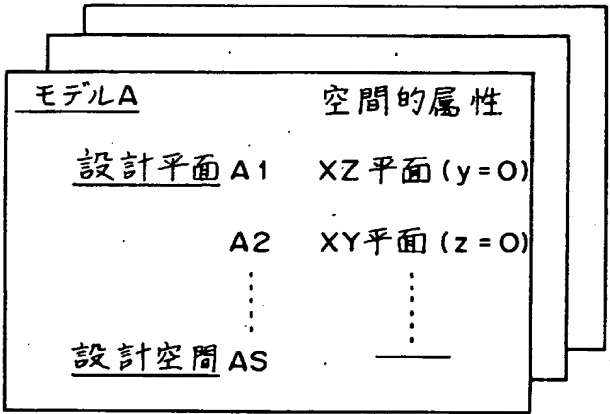 モデルA 空間的属性
設計平面 A1 XZ平面(y=0)
A2 XY平面(z=0)
設計空間 AS